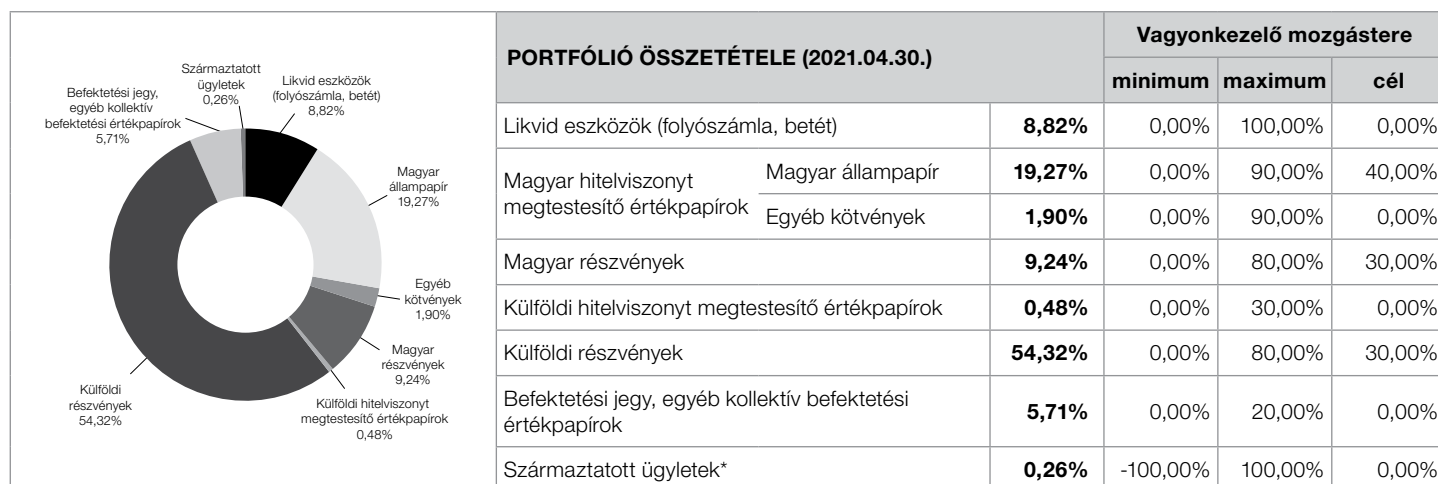 Származtatott
ügyletek
0,26%
Likvid eszközök
(folyószámla, betét)
8,82%
Befektetési jegy,
egyéb kollektív
befektetési értékpapírok
5,71%
Magyar
állampapír
19,27%
Egyéb
kötvények
1,90%
Magyar
részvények
9,24%
Külföldi hitelviszonyt
megtestesítő értékpapírok
0,48%
Külföldi
részvények
54,32%
PORTFÓLIÓ ÖSSZETÉTELE (2021.04.30.) Vagyonkezelő mozgástere
minimum maximum cél
Likvid eszközök (folyószámla, betét) 8,82% 0,00% 100,00% 0,00%
Magyar hitelviszonyt
megtestesítő értékpapírok
Magyar állampapír 19,27% 0,00% 90,00% 40,00%
Egyéb kötvények 1,90% 0,00% 90,00% 0,00%
Magyar részvények 9,24% 0,00% 80,00% 30,00%
Külföldi hitelviszonyt megtestesítő értékpapírok 0,48% 0,00% 30,00% 0,00%
Külföldi részvények 54,32% 0,00% 80,00% 30,00%
Befektetési jegy, egyéb kollektív befektetési
értékpapírok 5,71% 0,00% 20,00% 0,00%
Származtatott ügyletek* 0,26% -100,00% 100,00% 0,00%